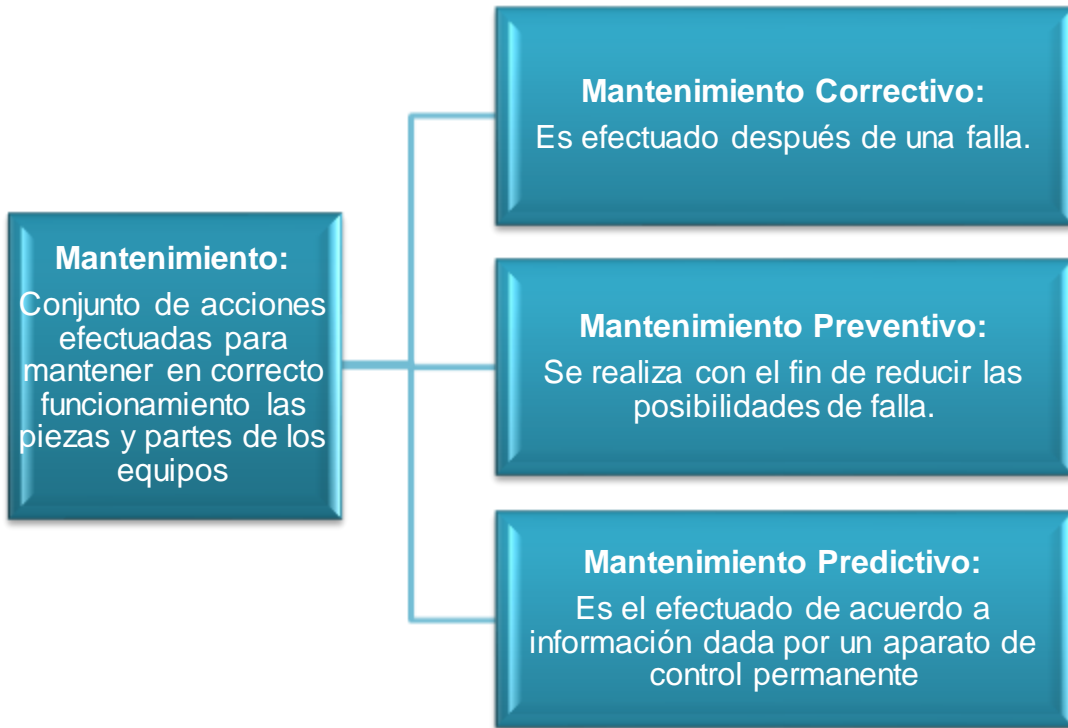 Mantenimiento:
Conjunto de acciones
efectuadas para
mantener en correcto
funcionamiento las
piezas y partes de los
equipos
Mantenimiento Correctivo:
Es efectuado después de una falla.
Mantenimiento Preventivo:
Se realiza con el fin de reducir las
posibilidades de falla.
Mantenimiento Predictivo:
Es el efectuado de acuerdo a
información dada por un aparato de
control permanente